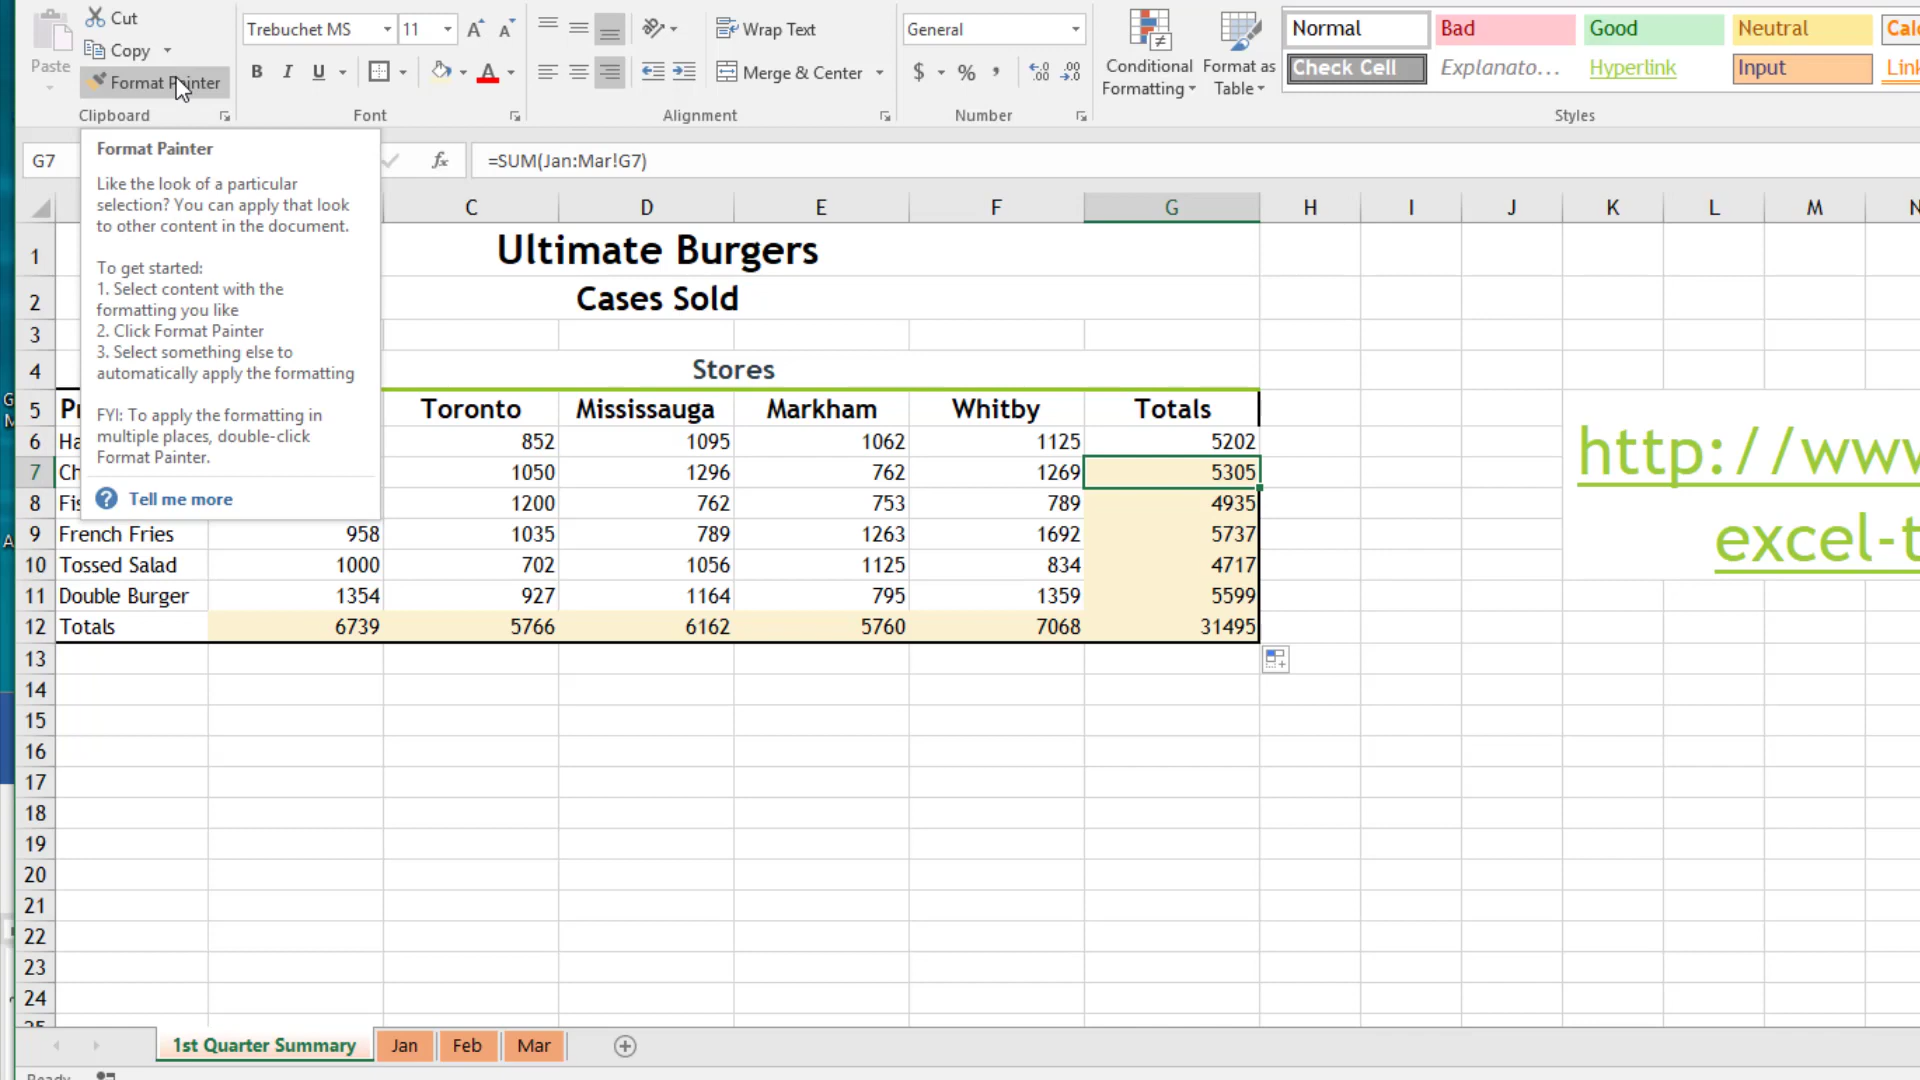 Cut
Copy
Paste
Format Painter
Clipboard
Trebuchet MS 11
B I U
Font
Wrap Text
Merge & Center
Alignment
General
$ % ,
Number
Conditional Formatting
Format as Table
Normal Bad Good Neutral
Check Cell Explanato... Hyperlink Input
Styles
G7 fx =SUM(Jan:Mar!G7)
Format Painter
Like the look of a particular
selection? You can apply that look
to other content in the document.
To get started:
1. Select content with the
formatting you like
2. Click Format Painter
3. Select something else to
automatically apply the formatting
FYI: To apply the formatting in
multiple places, double-click
Format Painter.
? Tell me more
C D E F G H I J K L M N
1 Ultimate Burgers
2 Cases Sold
3
4 Stores
5 Toronto Mississauga Markham Whitby Totals
6 852 1095 1062 1125 5202
7 1050 1296 762 1269 5305
8 1200 762 753 789 4935
9 French Fries 958 1035 789 1263 1692 5737
10 Tossed Salad 1000 702 1056 1125 834 4717
11 Double Burger 1354 927 1164 795 1359 5599
12 Totals 6739 5766 6162 5760 7068 31495
13
14
15
16
17
18
19
20
21
22
23
24
http://www
excel-t
1st Quarter Summary Jan Feb Mar